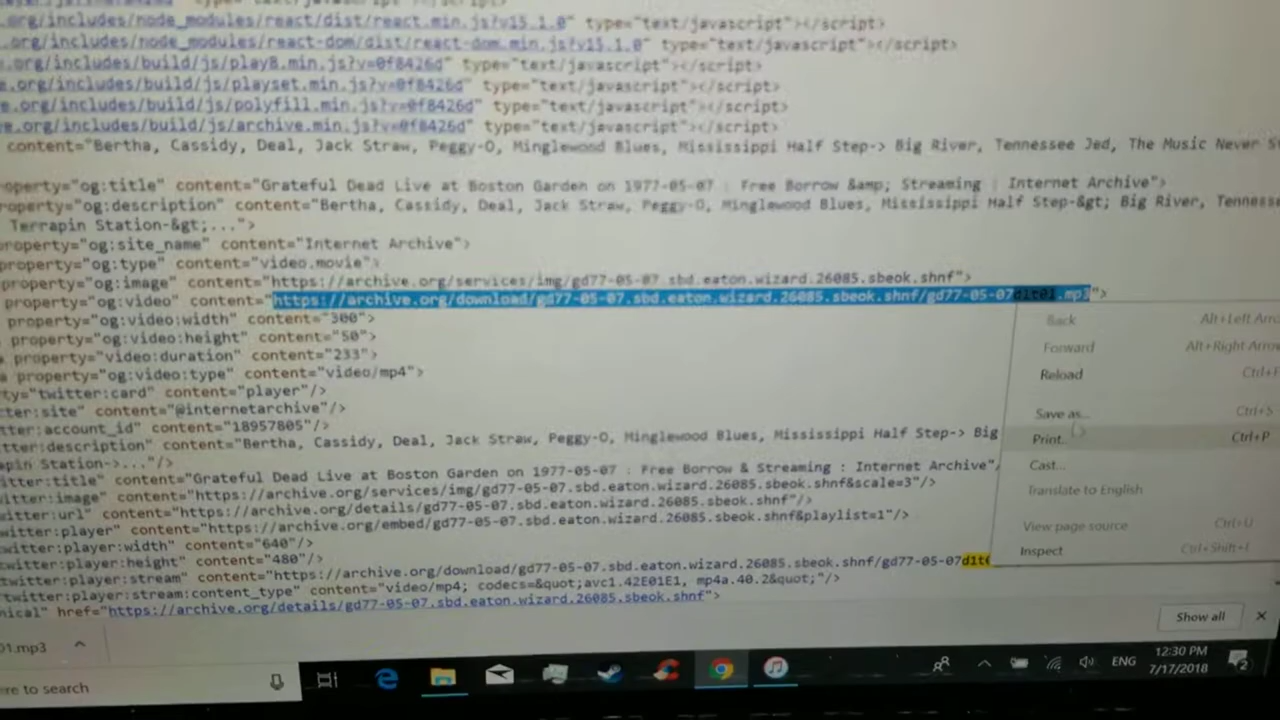 .org/includes/node_modules/react/dist/react.min.js?v15.1.0" type="text/javascript"></script>
.org/includes/node_modules/react-dom/dist/react-dom.min.js?v15.1.0" type="text/javascript"></script>
e.org/includes/build/js/play8.min.js?v=0f8426d" type="text/javascript"></script>
e.org/includes/build/js/playset.min.js?v=0f8426d" type="text/javascript"></script>
e.org/includes/build/js/polyfill.min.js?v=0f8426d" type="text/javascript"></script>
ve.org/includes/build/js/archive.min.js?v=0f8426d" type="text/javascript"></script>
content="Bertha, Cassidy, Deal, Jack Straw, Peggy-O, Minglewood Blues, Mississippi Half Step-> Big River, Tennessee Jed, The Music Never S
operty="og:title" content="Grateful Dead Live at Boston Garden on 1977-05-07 : Free Borrow &amp; Streaming : Internet Archive">
roperty="og:description" content="Bertha, Cassidy, Deal, Jack Straw, Peggy-O, Minglewood Blues, Mississippi Half Step-&gt; Big River, Tenness
Terrapin Station-&gt;...">
property="og:site_name" content="Internet Archive">
property="og:type" content="video.movie">
property="og:image" content="https://archive.org/services/img/gd77-05-07.sbd.eaton.wizard.26085.sbeok.shnf">
property="og:video" content="https://archive.org/download/gd77-05-07.sbd.eaton.wizard.26085.sbeok.shnf/gd77-05-07d1t01.mp3">
property="og:video:width" content="300">
property="og:video:height" content="50">
property="video:duration" content="233">
a property="og:video:type" content="video/mp4">
rty="twitter:card" content="player"/>
tter:site" content="@internetarchive"/>
tter:account_id" content="18957805"/>
tter:description" content="Bertha, Cassidy, Deal, Jack Straw, Peggy-O, Minglewood Blues, Mississippi Half Step-> Big
pin Station->..."/>
itter:title" content="Grateful Dead Live at Boston Garden on 1977-05-07 : Free Borrow & Streaming : Internet Archive"/
itter:image" content="https://archive.org/services/img/gd77-05-07.sbd.eaton.wizard.26085.sbeok.shnf&scale=3"/>
witter:url" content="https://archive.org/details/gd77-05-07.sbd.eaton.wizard.26085.sbeok.shnf"/>
witter:player" content="https://archive.org/embed/gd77-05-07.sbd.eaton.wizard.26085.sbeok.shnf&playlist=1"/>
twitter:player:width" content="640"/>
twitter:player:height" content="480"/>
twitter:player:stream" content="https://archive.org/download/gd77-05-07.sbd.eaton.wizard.26085.sbeok.shnf/gd77-05-07d1t
twitter:player:stream:content_type" content="video/mp4; codecs=&quot;avc1.42E01E1, mp4a.40.2&quot;"/>
nical" href="https://archive.org/details/gd77-05-07.sbd.eaton.wizard.26085.sbeok.shnf">
Back Alt+Left Arro
Forward Alt+Right Arro
Reload Ctrl+
Save as... Ctrl+S
Print... Ctrl+P
Cast...
Translate to English
View page source Ctrl+U
Inspect Ctrl+Shift+I
Show all
01.mp3
ere to search
ENG
12:30 PM
7/17/2018
2